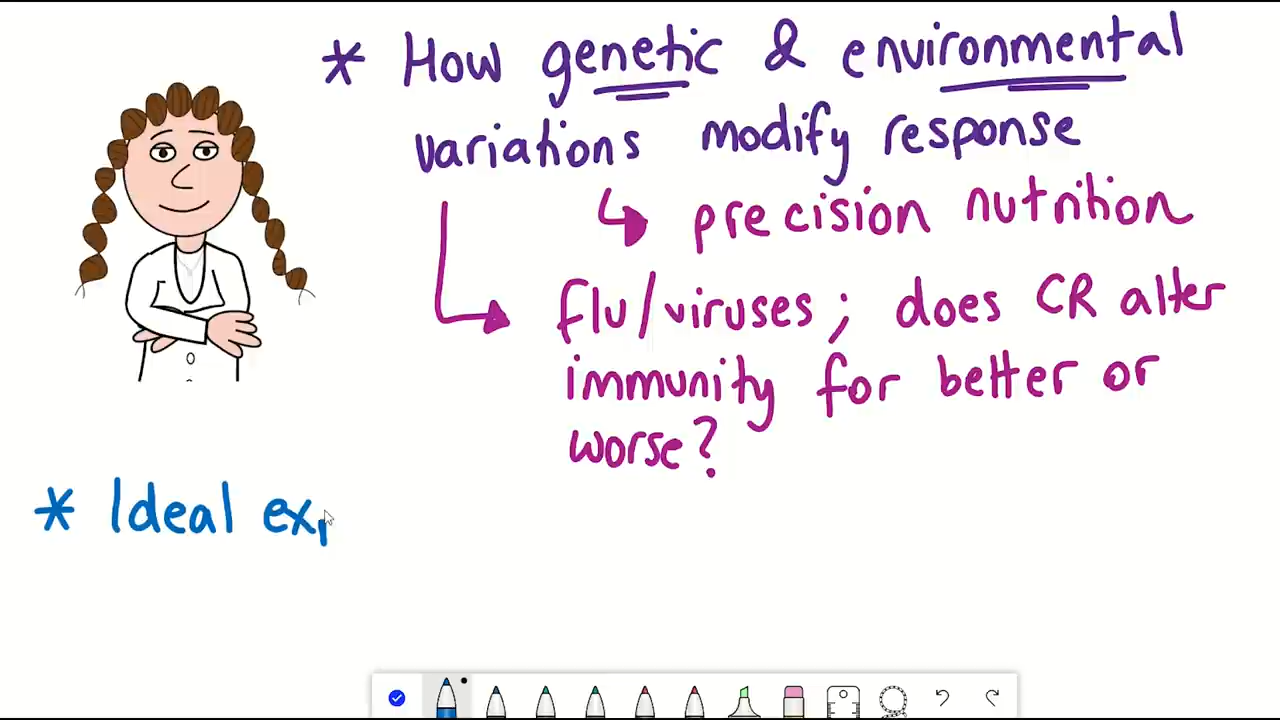 * How genetic & environmental
variations modify response
↳ precision nutrition
flu/viruses; does CR alter
immunity for better or
worse?
* Ideal exp